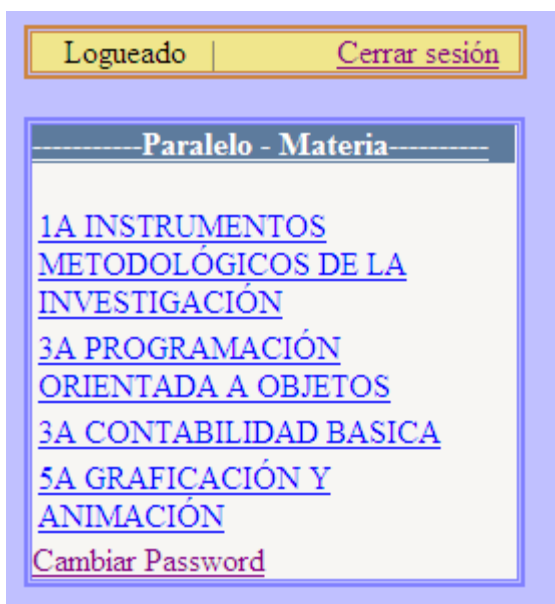 Logueado | Cerrar sesión
-----------Paralelo - Materia----------
1A INSTRUMENTOS
METODOLÓGICOS DE LA
INVESTIGACIÓN
3A PROGRAMACIÓN
ORIENTADA A OBJETOS
3A CONTABILIDAD BASICA
5A GRAFICACIÓN Y
ANIMACIÓN
Cambiar Password